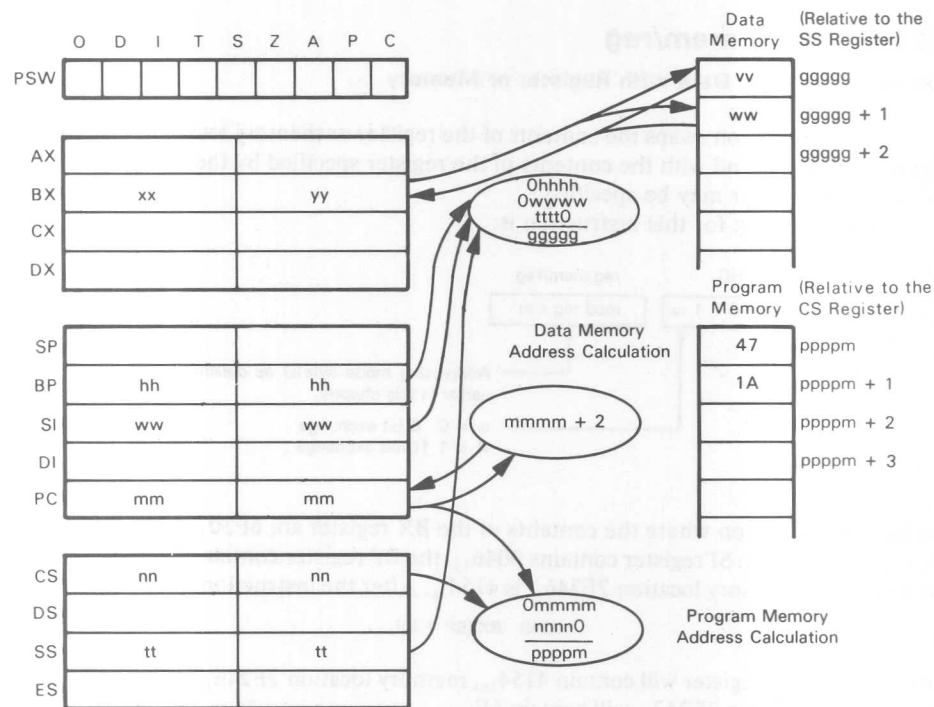 O D I T S Z A P C
PSW
AX
BX xx yy
CX
DX
SP
BP hh hh
SI ww ww
DI
PC mm mm
CS nn nn
DS
SS tt tt
ES
0hhhh
0wwww
tttt0
ggggg
Data Memory
Address Calculation
mmmm + 2
0mmmm
nnnn0
ppppm
Program Memory
Address Calculation
Data
Memory
(Relative to the
SS Register)
vv ggggg
ww ggggg + 1
ggggg + 2
Program
Memory
(Relative to the
CS Register)
47 ppppm
1A ppppm + 1
ppppm + 2
ppppm + 3